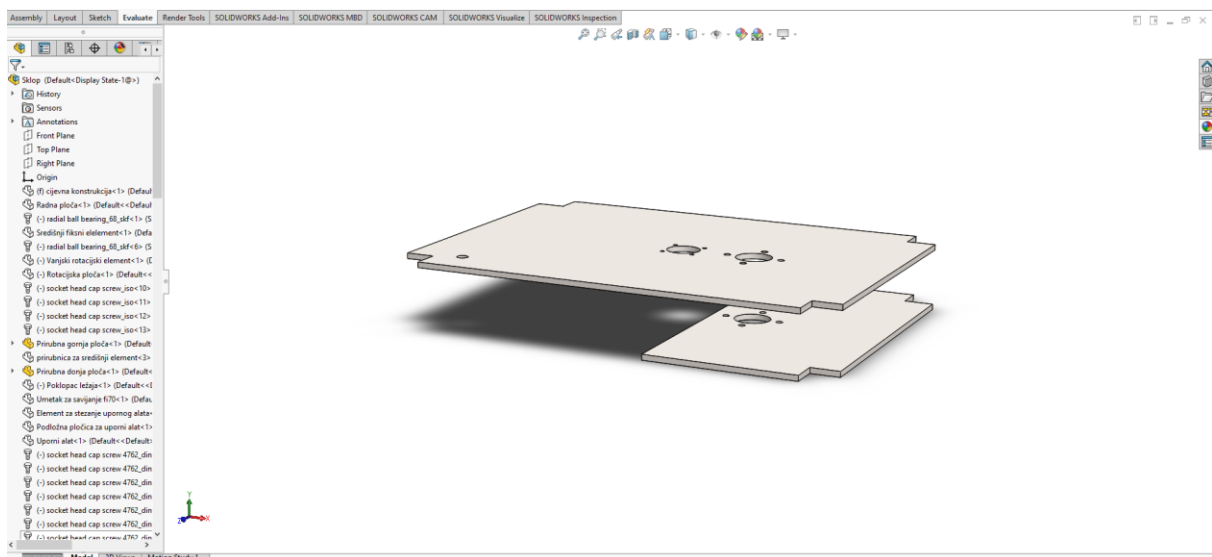 Assembly Layout Sketch Evaluate Render Tools SOLIDWORKS Add-Ins SOLIDWORKS MBD SOLIDWORKS CAM SOLIDWORKS Visualize SOLIDWORKS Inspection
Sklop (Default<Display State-1@>)
History
Sensors
Annotations
Front Plane
Top Plane
Right Plane
Origin
(f) cijevna konstrukcija<1> (Defaul
Radna ploča<1> (Default<<Defaul
(-) radial ball bearing_68_skf<1> (S
Središnji fiksni elelement<1> (Defa
(-) radial ball bearing_68_skf<6> (S
(-) Vanjski rotacijski element<1> (D
(-) Rotacijska ploča<1> (Default<<
(-) socket head cap screw_iso<10>
(-) socket head cap screw_iso<11>
(-) socket head cap screw_iso<12>
(-) socket head cap screw_iso<13>
Prirubna gornja ploča<1> (Default
prirubnica za središnji element<3>
Prirubna donja ploča<1> (Default<
(-) Poklopac ležaja<1> (Default<<D
Umetak za savijanje fi70<1> (Defau
Element za stezanje upornog alata<
Podložna pločica za uporni alat<1>
Uporni alat<1> (Default<<Default>
(-) socket head cap screw 4762_din
(-) socket head cap screw 4762_din
(-) socket head cap screw 4762_din
(-) socket head cap screw 4762_din
(-) socket head cap screw 4762_din
(-) socket head cap screw 4762_din
(-) socket head cap screw 4762_din
Y
Z X
Model 3D Views Motion Study 1